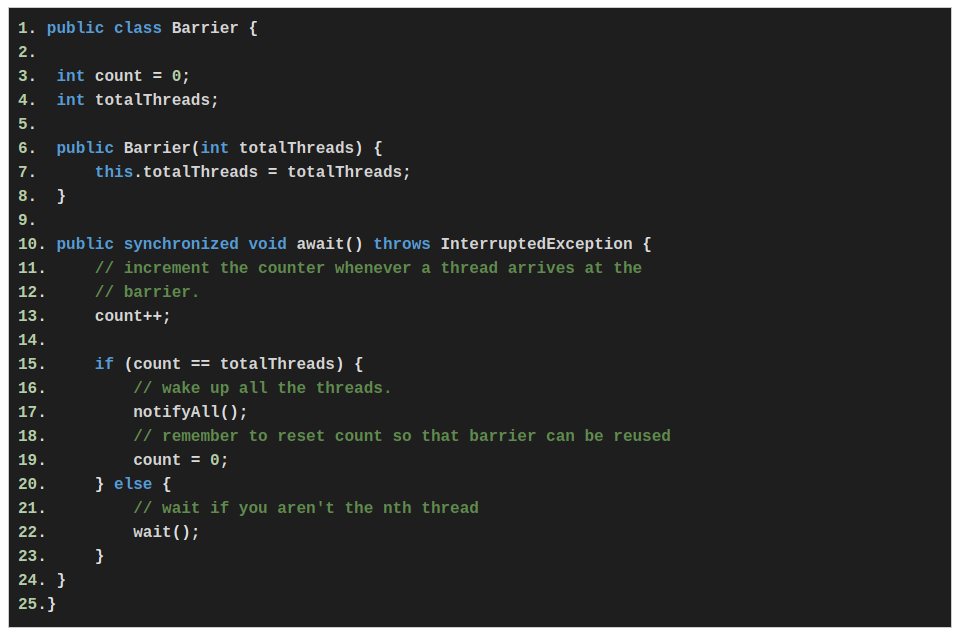 1. public class Barrier {
2.
3.  int count = 0;
4.  int totalThreads;
5.
6.  public Barrier(int totalThreads) {
7.      this.totalThreads = totalThreads;
8.  }
9.
10. public synchronized void await() throws InterruptedException {
11.     // increment the counter whenever a thread arrives at the
12.     // barrier.
13.     count++;
14.
15.     if (count == totalThreads) {
16.         // wake up all the threads.
17.         notifyAll();
18.         // remember to reset count so that barrier can be reused
19.         count = 0;
20.     } else {
21.         // wait if you aren't the nth thread
22.         wait();
23.     }
24. }
25.}